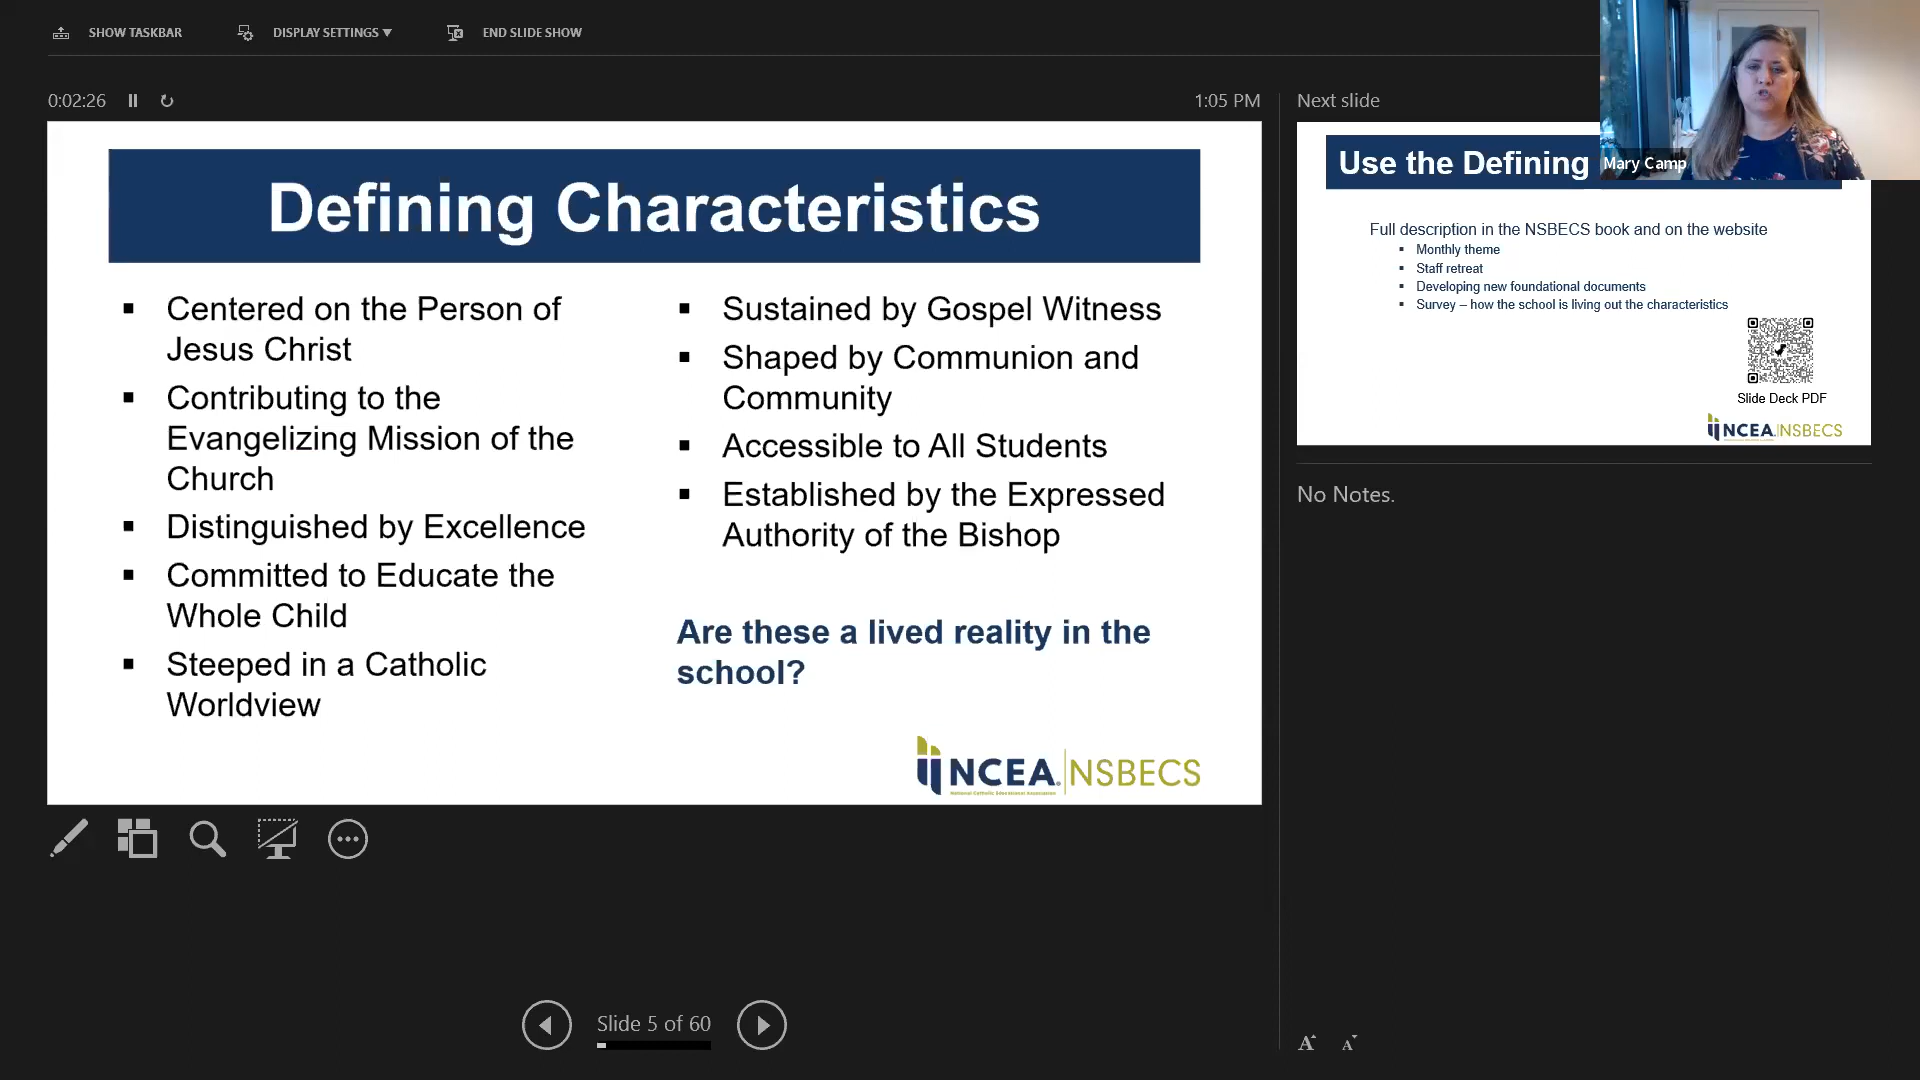 SHOW TASKBAR
DISPLAY SETTINGS ▼
END SLIDE SHOW
0:02:26
1:05 PM
Defining Characteristics
▪ Centered on the Person of
Jesus Christ
▪ Contributing to the
Evangelizing Mission of the
Church
▪ Distinguished by Excellence
▪ Committed to Educate the
Whole Child
▪ Steeped in a Catholic
Worldview
▪ Sustained by Gospel Witness
▪ Shaped by Communion and
Community
▪ Accessible to All Students
▪ Established by the Expressed
Authority of the Bishop
Are these a lived reality in the
school?
NCEA NSBECS
National Catholic Educational Association
Slide 5 of 60
Next slide
Use the Defining
Mary Camp
Full description in the NSBECS book and on the website
▪ Monthly theme
▪ Staff retreat
▪ Developing new foundational documents
▪ Survey – how the school is living out the characteristics
Slide Deck PDF
NCEA NSBECS
No Notes.
A A